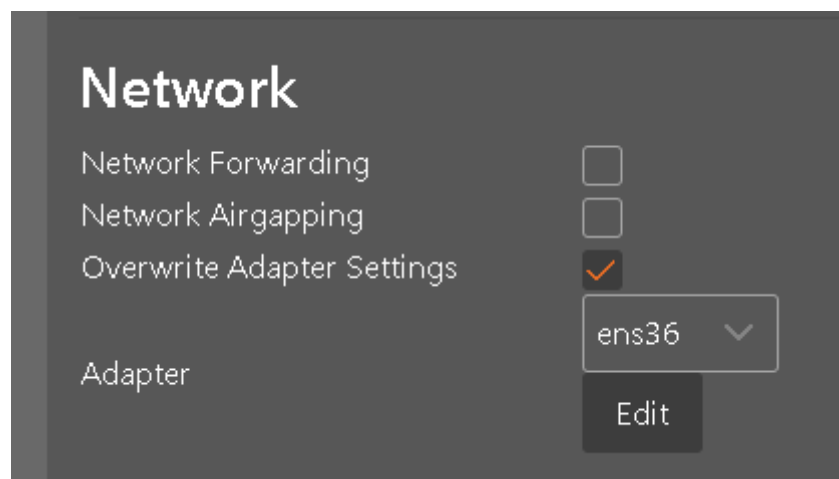 Network
Network Forwarding
Network Airgapping
Overwrite Adapter Settings
ens36
Adapter
Edit